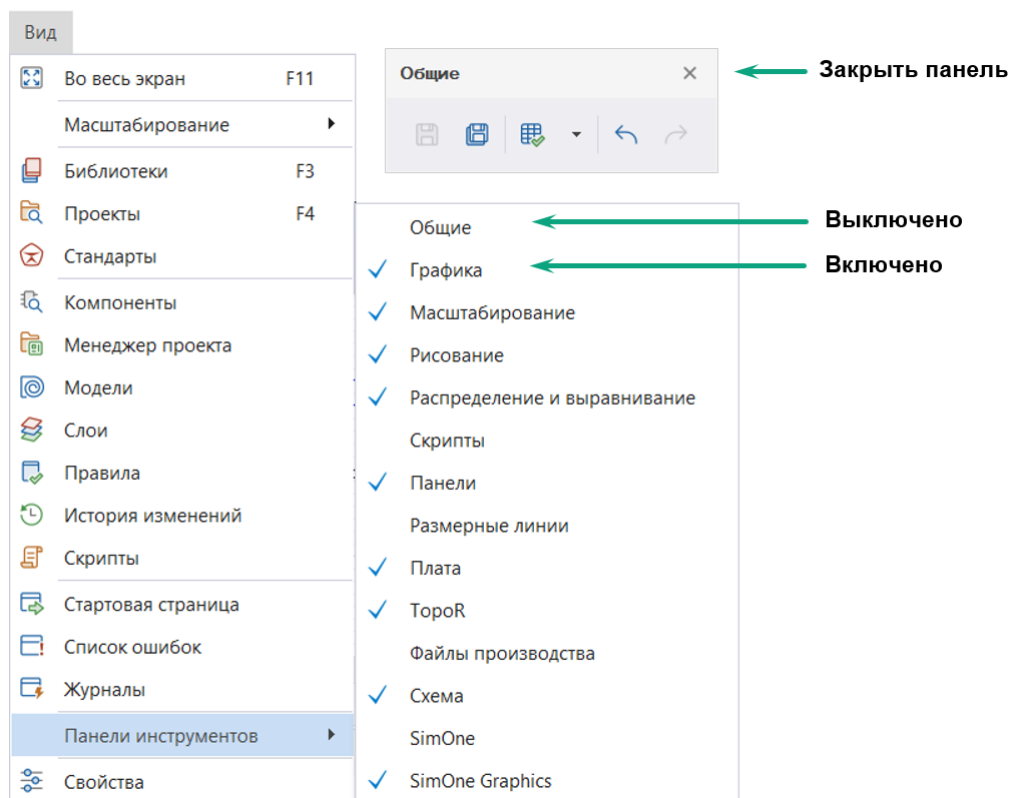 Вид
Во весь экран F11
Масштабирование
Библиотеки F3
Проекты F4
Стандарты
Компоненты
Менеджер проекта
Модели
Слои
Правила
История изменений
Скрипты
Стартовая страница
Список ошибок
Журналы
Панели инструментов
Свойства
Общие
Закрыть панель
Общие
Выключено
Графика
Включено
Масштабирование
Рисование
Распределение и выравнивание
Скрипты
Панели
Размерные линии
Плата
TopoR
Файлы производства
Схема
SimOne
SimOne Graphics